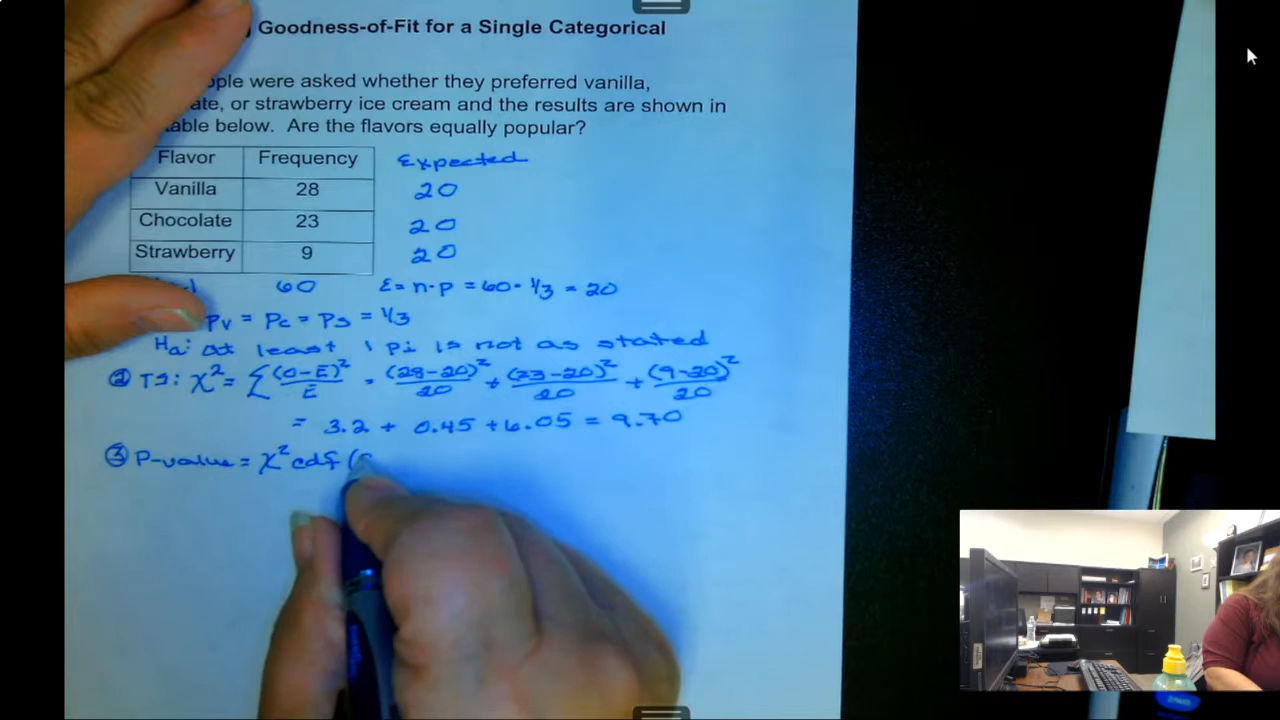 Goodness-of-Fit for a Single Categorical
were asked whether they preferred vanilla,
or strawberry ice cream and the results are shown in
below. Are the flavors equally popular?
Flavor Frequency Expected
Vanilla 28 20
Chocolate 23 20
Strawberry 9 20
60 E = n·p = 60 · 1/3 = 20
Pv = Pc = Ps = 1/3
Ha: at least 1 pi is not as stated
② TS: χ² = ∑ (O-E)²/E = (28-20)²/20 + (23-20)²/20 + (9-20)²/20
= 3.2 + 0.45 + 6.05 = 9.70
③ P-value = χ² cdf (